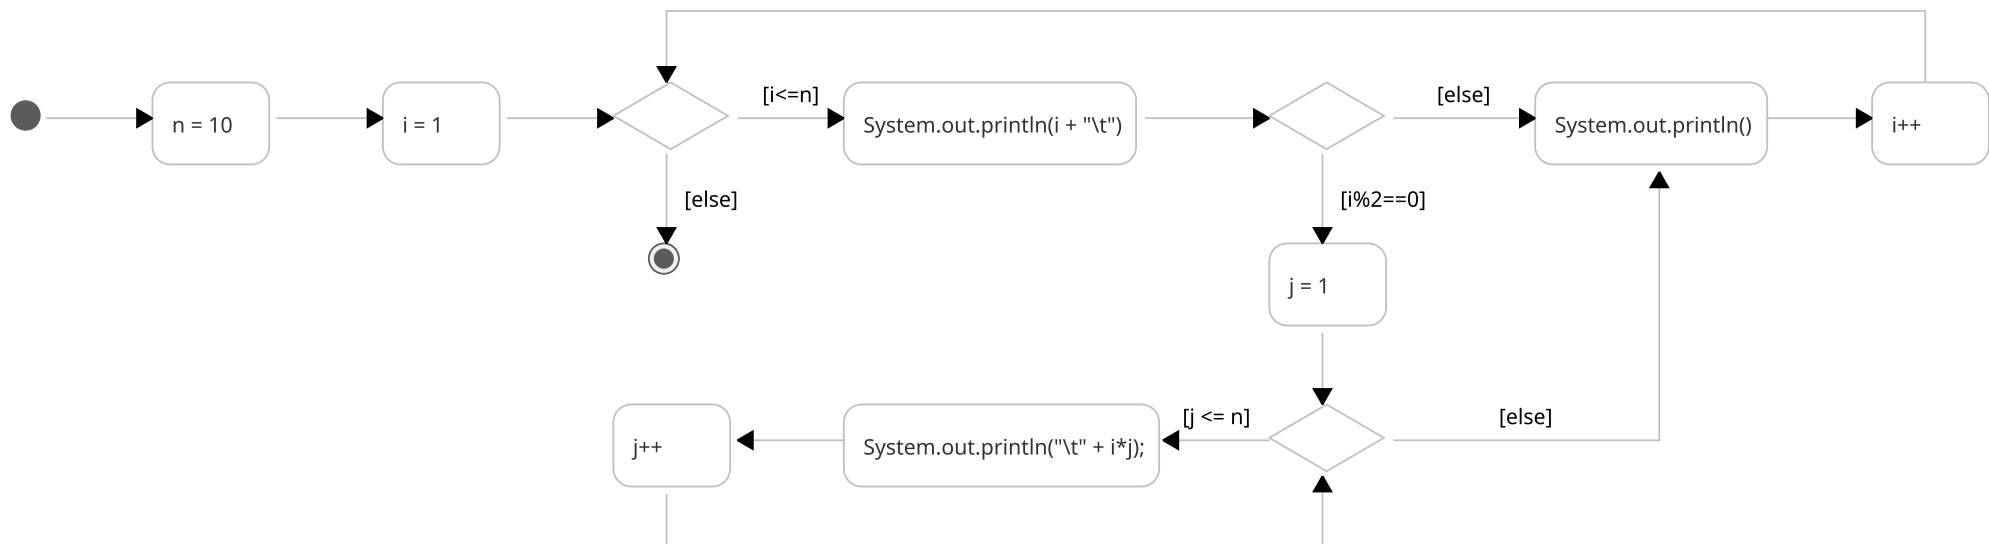 [i<=n]
[else]
n = 10
i = 1
System.out.println(i + "\t")
System.out.println()
i++
[else]
[i%2==0]
j = 1
[j <= n]
[else]
j++
System.out.println("\t" + i*j);